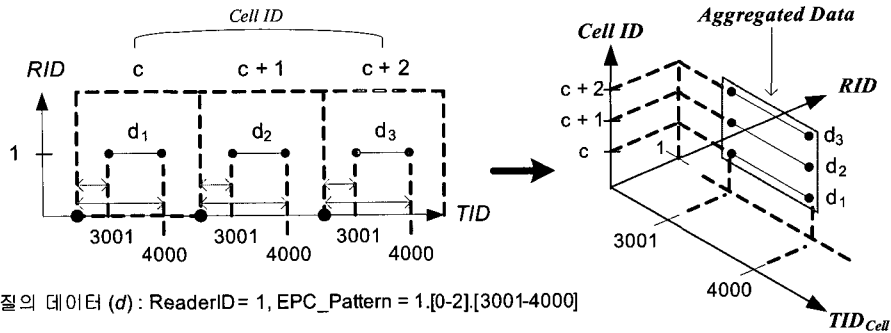 Cell ID
RID
c
c + 1
c + 2
d1
d2
d3
1
TID
3001
4000
3001
4000
3001
4000
질의 데이터 (d) : ReaderID = 1, EPC_Pattern = 1.[0-2].[3001-4000]
Aggregated Data
Cell ID
RID
c + 2
c + 1
c
1
d3
d2
d1
3001
4000
TIDCell